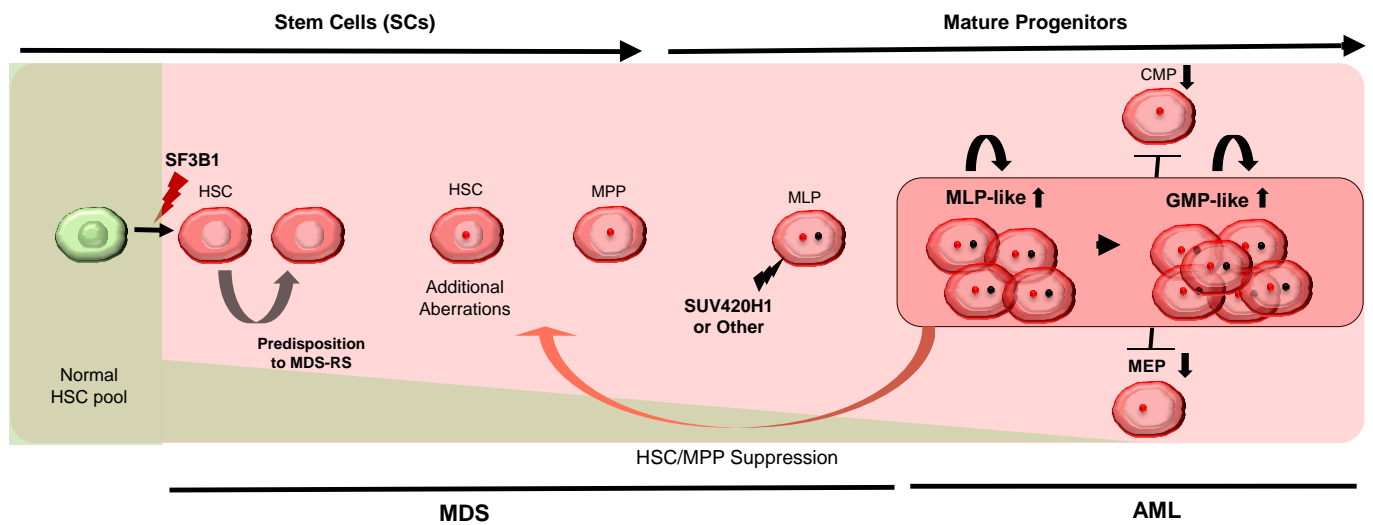 Stem Cells (SCs)
Mature Progenitors
CMP
SF3B1
HSC
HSC
MPP
MLP
MLP-like
GMP-like
Additional
Aberrations
SUV420H1
or Other
Predisposition
to MDS-RS
Normal
HSC pool
MEP
HSC/MPP Suppression
MDS
AML